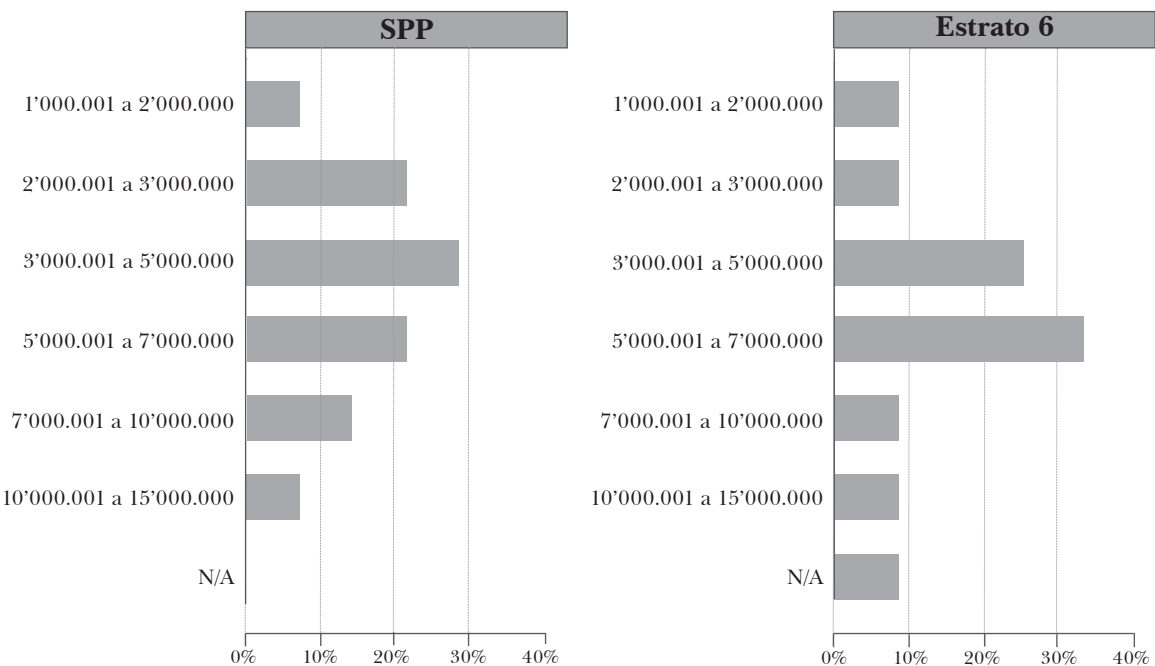 SPP
1’000.001 a 2’000.000
2’000.001 a 3’000.000
3’000.001 a 5’000.000
5’000.001 a 7’000.000
7’000.001 a 10’000.000
10’000.001 a 15’000.000
N/A
0% 10% 20% 30% 40%
Estrato 6
1’000.001 a 2’000.000
2’000.001 a 3’000.000
3’000.001 a 5’000.000
5’000.001 a 7’000.000
7’000.001 a 10’000.000
10’000.001 a 15’000.000
N/A
0% 10% 20% 30% 40%